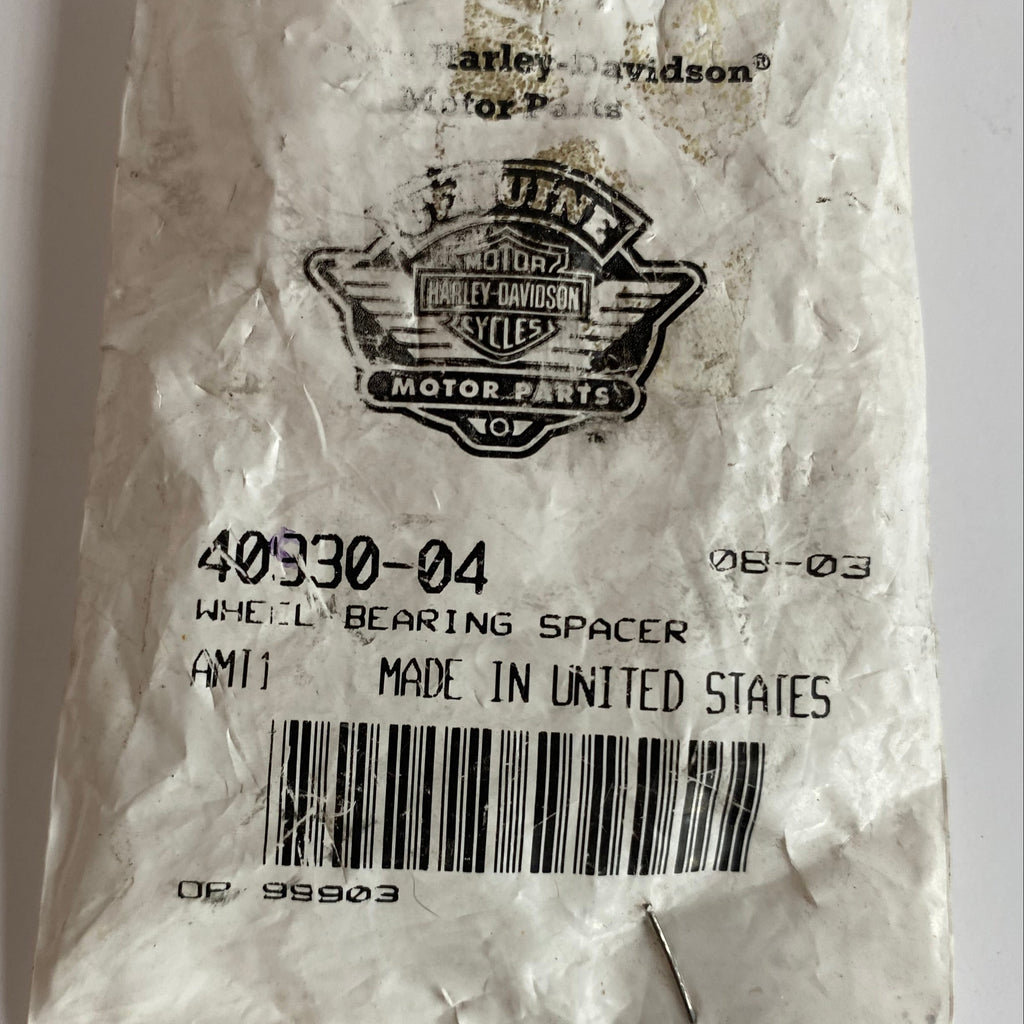 Harley-Davidson®
Motor Parts
GENUINE
MOTOR
HARLEY-DAVIDSON
CYCLES
MOTOR PARTS
40930-04 08--03
WHEEL BEARING SPACER
AMT1 MADE IN UNITED STATES
OP 99903